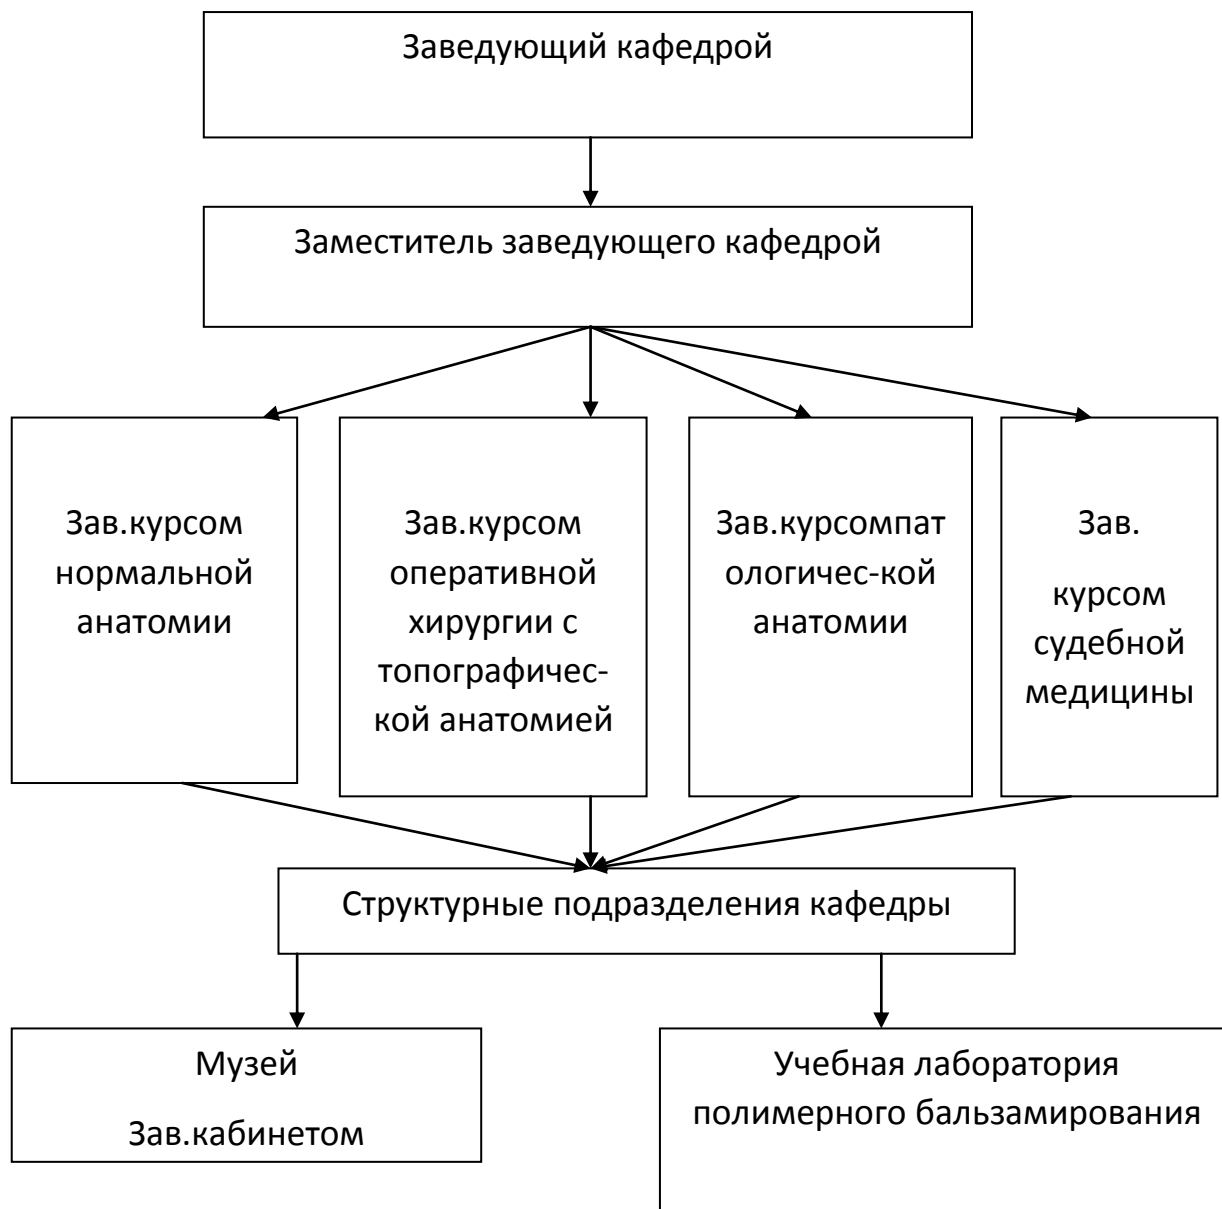 Заведующий кафедрой
Заместитель заведующего кафедрой
Зав.курсом
нормальной
анатомии
Зав.курсом
оперативной
хирургии с
топографичес-
кой анатомией
Зав.курсомпат
ологичес-кой
анатомии
Зав.
курсом
судебной
медицины
Структурные подразделения кафедры
Музей
Зав.кабинетом
Учебная лаборатория
полимерного бальзамирования